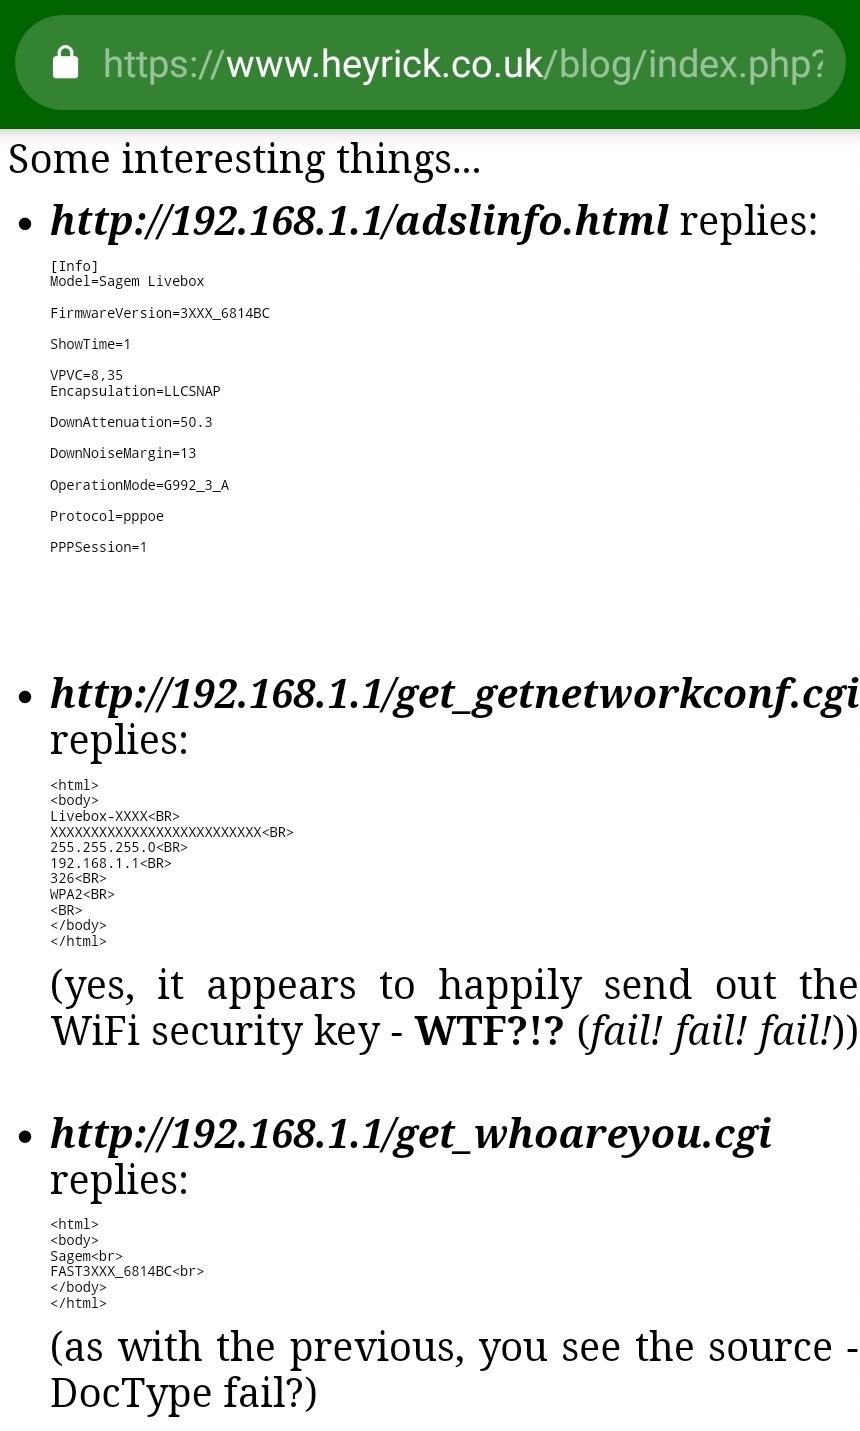 https://www.heyrick.co.uk/blog/index.php?
Some interesting things...
• http://192.168.1.1/adslinfo.html replies:
[Info]
Model=Sagem Livebox
FirmwareVersion=3XXX_6814BC
ShowTime=1
VPVC=8,35
Encapsulation=LLCSNAP
DownAttenuation=50.3
DownNoiseMargin=13
OperationMode=G992_3_A
Protocol=pppoe
PPPSession=1
• http://192.168.1.1/get_getnetworkconf.cgi
replies:
<html>
<body>
Livebox-XXXX<BR>
XXXXXXXXXXXXXXXXXXXXXXXXXX<BR>
255.255.255.0<BR>
192.168.1.1<BR>
326<BR>
WPA2<BR>
<BR>
</body>
</html>
(yes, it appears to happily send out the
WiFi security key - WTF?!? (fail! fail! fail!))
• http://192.168.1.1/get_whoareyou.cgi
replies:
<html>
<body>
Sagem<br>
FAST3XXX_6814BC<br>
</body>
</html>
(as with the previous, you see the source -
DocType fail?)